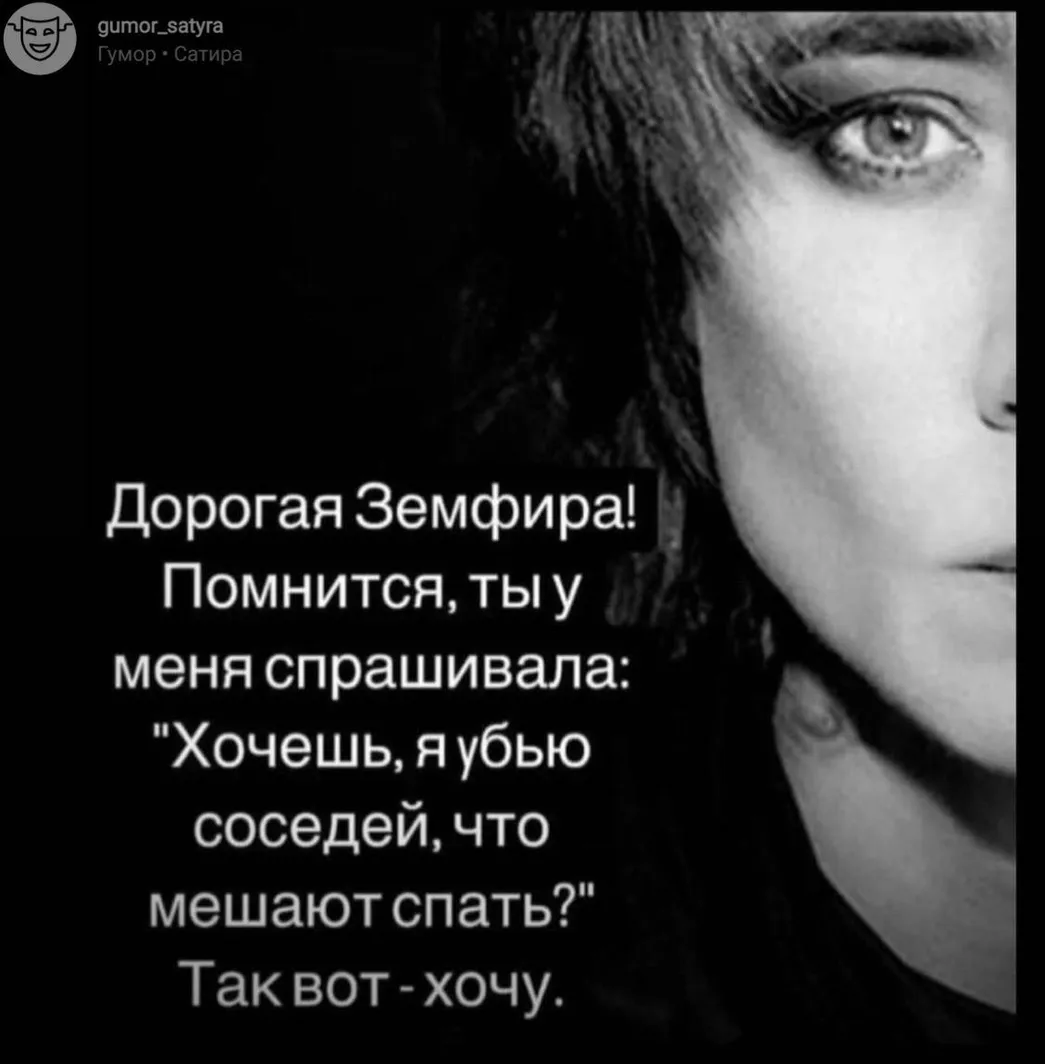 gumor_satyra
Гумор • Сатира
Дорогая Земфира!
Помнится, ты у
меня спрашивала:
"Хочешь, я убью
соседей, что
мешают спать?"
Так вот - хочу.